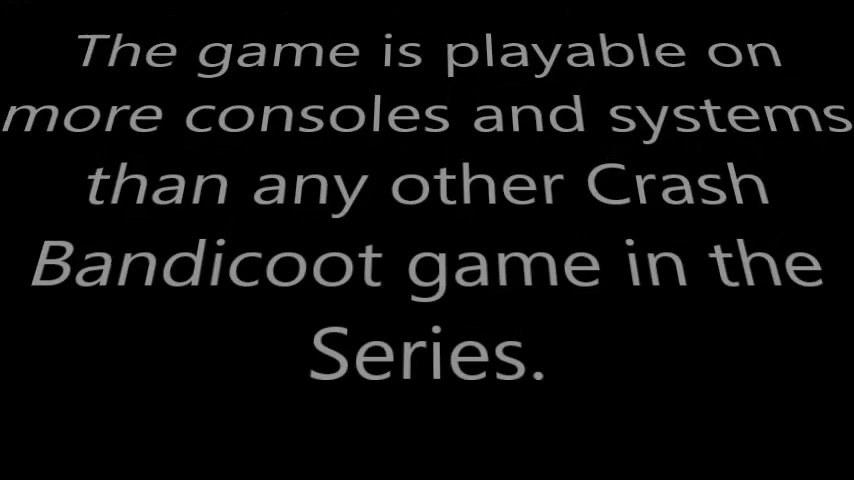 The game is playable on
more consoles and systems
than any other Crash
Bandicoot game in the
Series.